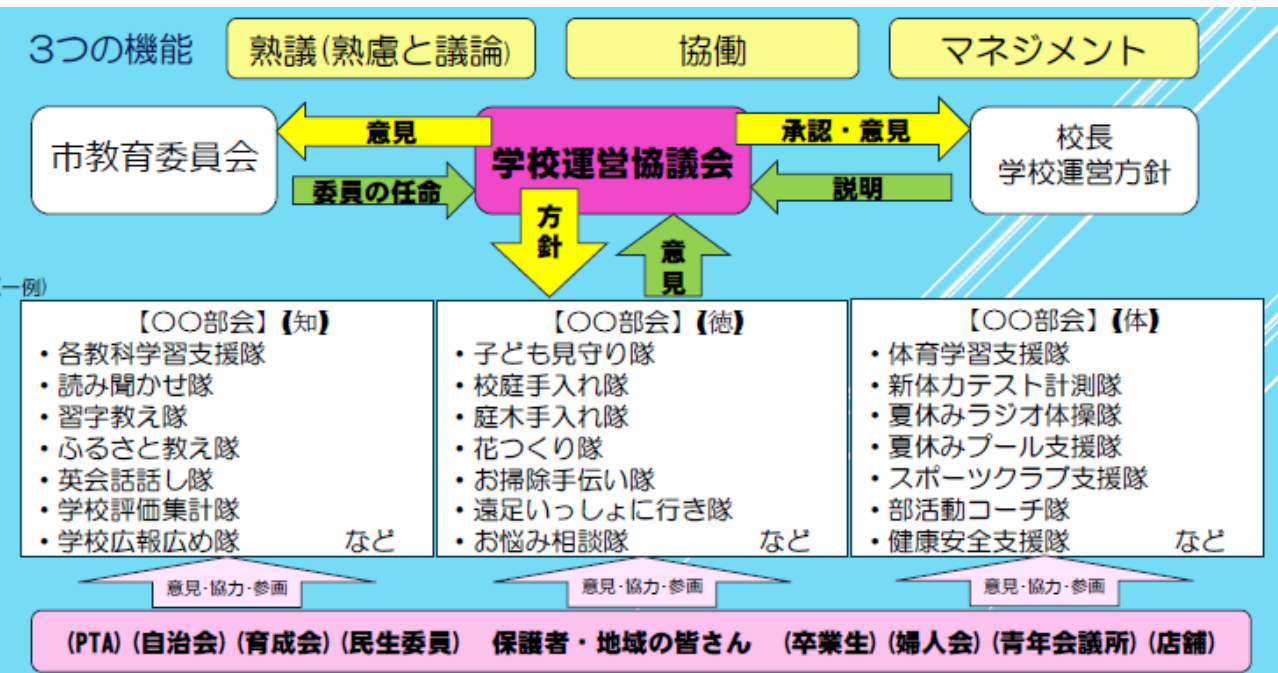 3つの機能
熟議(熟慮と議論)
協働
マネジメント
市教育委員会
意見
委員の任命
学校運営協議会
承認・意見
説明
校長
学校運営方針
方針
意見
一例)
【〇〇部会】(知)
・各教科学習支援隊
・読み聞かせ隊
・習字教え隊
・ふるさと教え隊
・英会話話し隊
・学校評価集計隊
・学校広報広め隊 など
【〇〇部会】(徳)
・子ども見守り隊
・校庭手入れ隊
・庭木手入れ隊
・花つくり隊
・お掃除手伝い隊
・遠足いっしょに行き隊
・お悩み相談隊 など
【〇〇部会】(体)
・体育学習支援隊
・新体力テスト計測隊
・夏休みラジオ体操隊
・夏休みプール支援隊
・スポーツクラブ支援隊
・部活動コーチ隊
・健康安全支援隊 など
意見・協力・参画
意見・協力・参画
意見・協力・参画
(PTA)(自治会)(育成会)(民生委員) 保護者・地域の皆さん (卒業生)(婦人会)(青年会議所)(店舗)